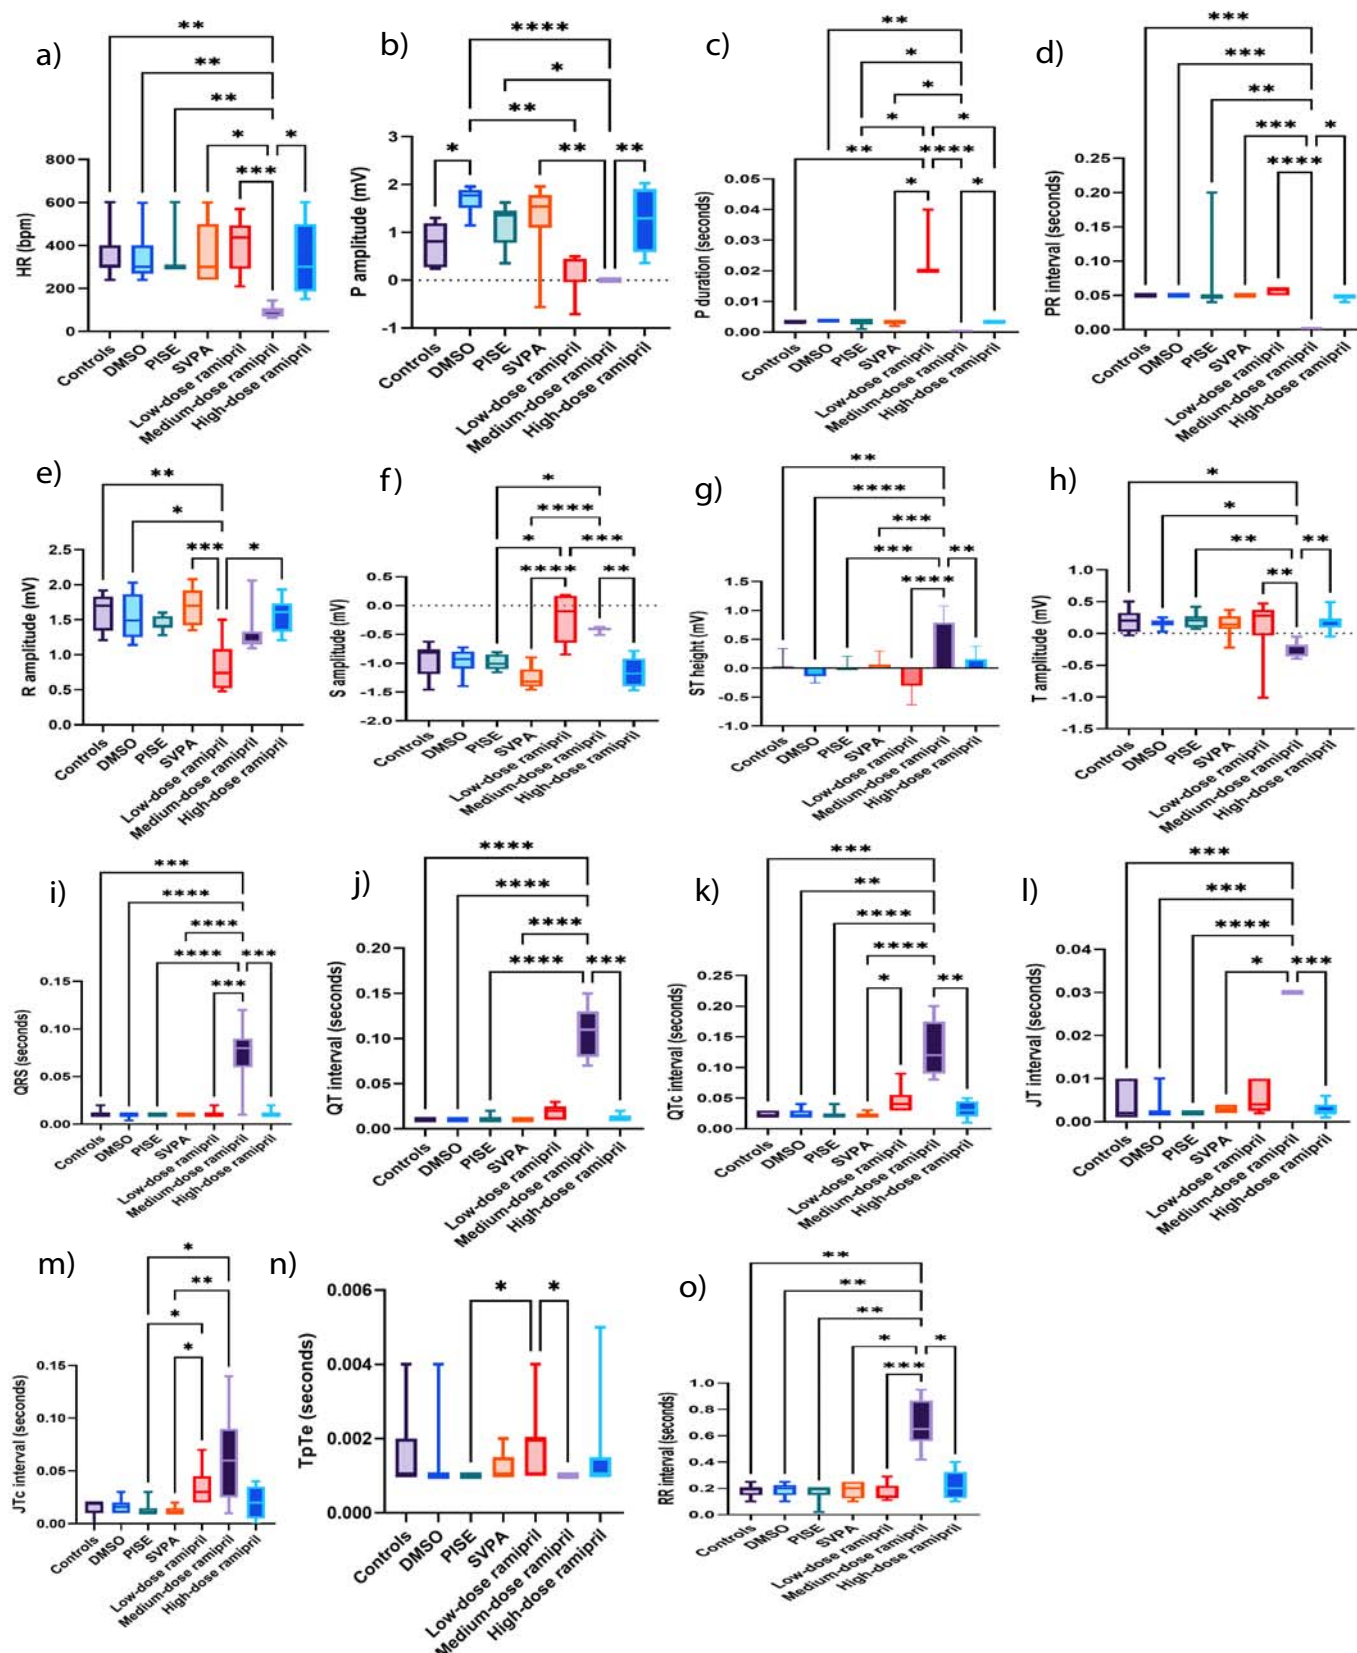 a)
**
**
**
*
*
***
HR (bpm)
800
600
400
200
0
Controls
DMSO
PISE
SVPA
Low-dose ramipril
Medium-dose ramipril
High-dose ramipril
b)
****
*
**
*
**
**
P amplitude (mV)
3
2
1
0
-1
Controls
DMSO
PISE
SVPA
Low-dose ramipril
Medium-dose ramipril
High-dose ramipril
c)
**
*
*
*
*
**
****
*
*
P duration (seconds)
0.05
0.04
0.03
0.02
0.01
0.00
Controls
DMSO
PISE
SVPA
Low-dose ramipril
Medium-dose ramipril
High-dose ramipril
d)
***
***
**
***
*
****
PR interval (seconds)
0.25
0.20
0.15
0.10
0.05
0.00
Controls
DMSO
PISE
SVPA
Low-dose ramipril
Medium-dose ramipril
High-dose ramipril
e)
**
*
***
*
R amplitude (mV)
2.5
2.0
1.5
1.0
0.5
0.0
Controls
DMSO
PISE
SVPA
Low-dose ramipril
Medium-dose ramipril
High-dose ramipril
f)
*
****
*
***
****
**
S amplitude (mV)
0.5
0.0
-0.5
-1.0
-1.5
-2.0
Controls
DMSO
PISE
SVPA
Low-dose ramipril
Medium-dose ramipril
High-dose ramipril
g)
**
****
***
***
**
****
ST height (mV)
1.5
1.0
0.5
0.0
-0.5
-1.0
Controls
DMSO
PISE
SVPA
Low-dose ramipril
Medium-dose ramipril
High-dose ramipril
h)
*
*
**
**
**
T amplitude (mV)
1.0
0.5
0.0
-0.5
-1.0
-1.5
Controls
DMSO
PISE
SVPA
Low-dose ramipril
Medium-dose ramipril
High-dose ramipril
i)
***
****
****
****
***
***
QRS (seconds)
0.15
0.10
0.05
0.00
Controls
DMSO
PISE
SVPA
Low-dose ramipril
Medium-dose ramipril
High-dose ramipril
j)
****
****
****
****
***
QT interval (seconds)
0.20
0.15
0.10
0.05
0.00
Controls
DMSO
PISE
SVPA
Low-dose ramipril
Medium-dose ramipril
High-dose ramipril
k)
***
**
****
****
*
**
QTc interval (seconds)
0.25
0.20
0.15
0.10
0.05
0.00
Controls
DMSO
PISE
SVPA
Low-dose ramipril
Medium-dose ramipril
High-dose ramipril
l)
***
***
****
*
***
JT interval (seconds)
0.04
0.03
0.02
0.01
0.00
Controls
DMSO
PISE
SVPA
Low-dose ramipril
Medium-dose ramipril
High-dose ramipril
m)
*
**
*
*
JTc interval (seconds)
0.15
0.10
0.05
0.00
Controls
DMSO
PISE
SVPA
Low-dose ramipril
Medium-dose ramipril
High-dose ramipril
n)
*
*
TpTe (seconds)
0.006
0.004
0.002
0.000
Controls
DMSO
PISE
SVPA
Low-dose ramipril
Medium-dose ramipril
High-dose ramipril
o)
**
**
**
*
*
***
RR interval (seconds)
1.0
0.8
0.6
0.4
0.2
0.0
Controls
DMSO
PISE
SVPA
Low-dose ramipril
Medium-dose ramipril
High-dose ramipril